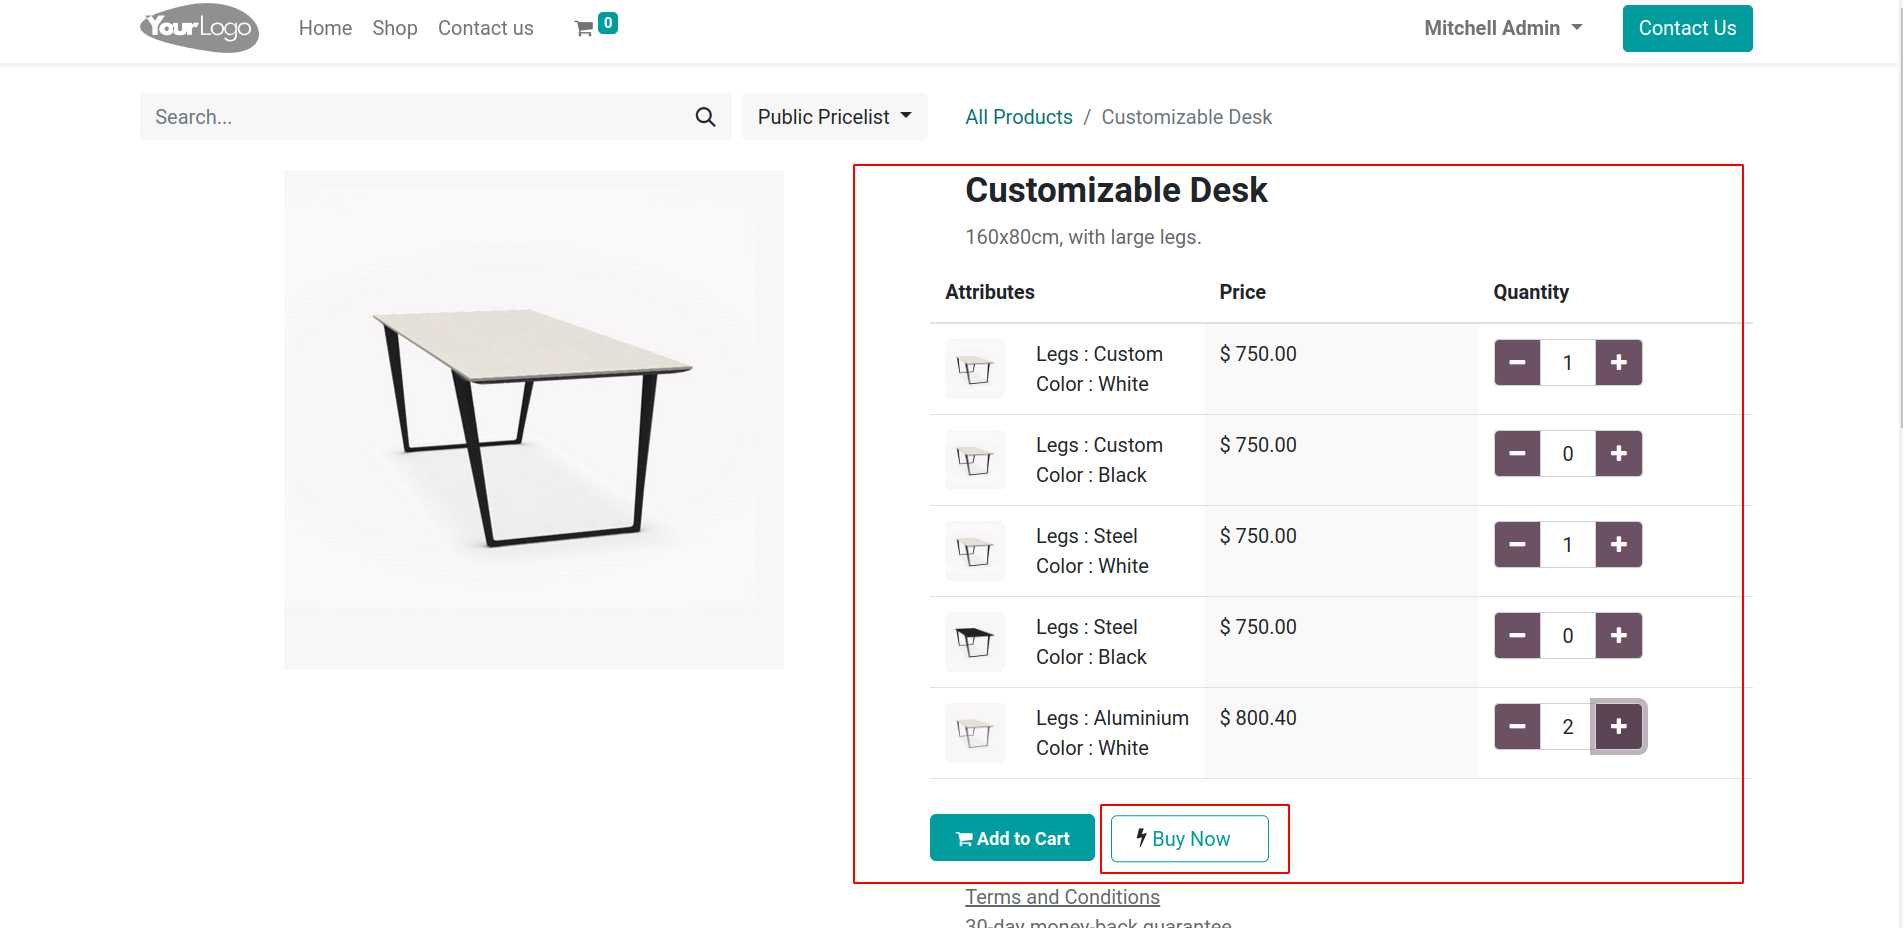 YourLogo Home Shop Contact us 0 Mitchell Admin Contact Us
Search... Public Pricelist All Products / Customizable Desk
Customizable Desk
160x80cm, with large legs.
Attributes Price Quantity
Legs : Custom $ 750.00 1
Color : White
Legs : Custom $ 750.00 0
Color : Black
Legs : Steel $ 750.00 1
Color : White
Legs : Steel $ 750.00 0
Color : Black
Legs : Aluminium $ 800.40 2
Color : White
Add to Cart Buy Now
Terms and Conditions
30-day money-back guarantee